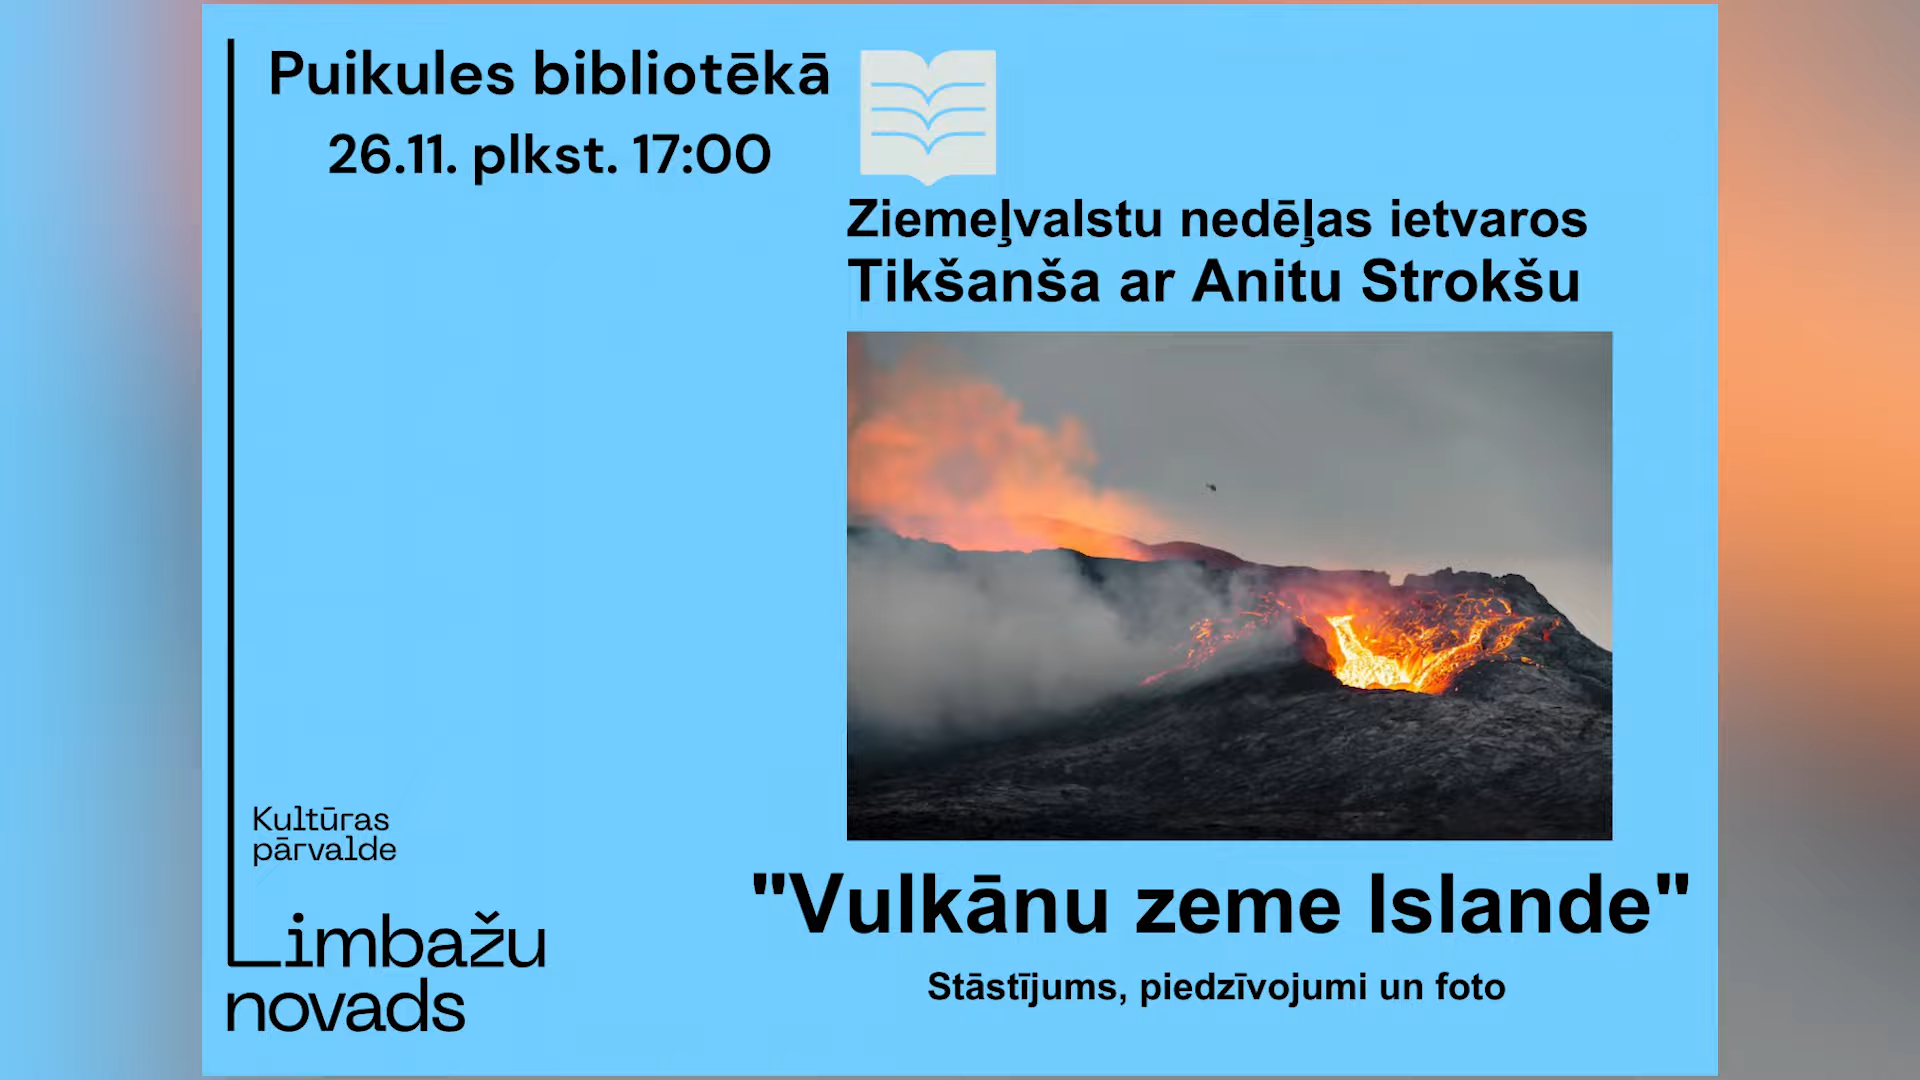 Puikules bibliotēkā
26.11. plkst. 17:00
Ziemeļvalstu nedēļas ietvaros
Tikšanša ar Anitu Strokšu
Kultūras
pārvalde
Limbažu
novads
"Vulkānu zeme Islande"
Stāstījums, piedzīvojumi un foto